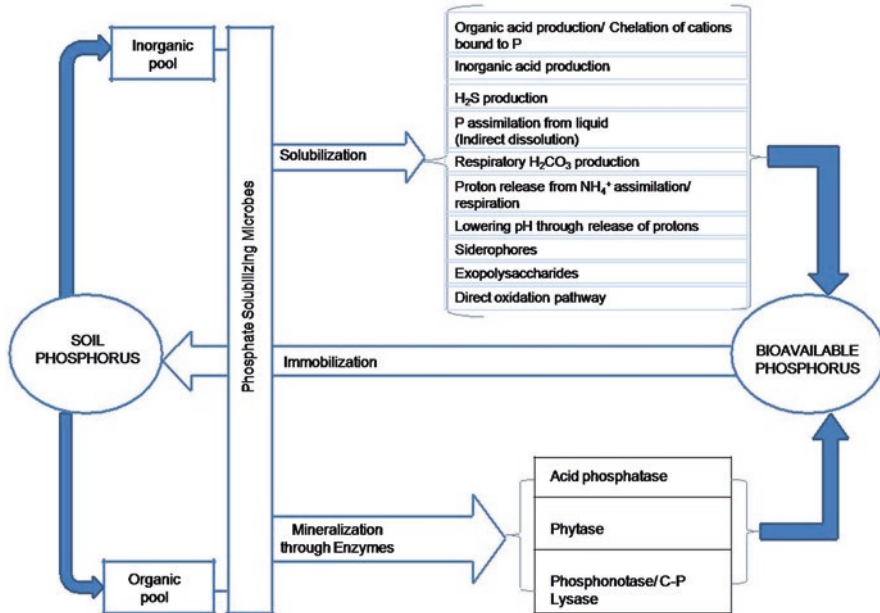 Inorganic
pool
Organic acid production/ Chelation of cations
bound to P
Inorganic acid production
H₂S production
P assimilation from liquid
(Indirect dissolution)
Respiratory H₂CO₃ production
Proton release from NH₄⁺ assimilation/
respiration
Lowering pH through release of protons
Siderophores
Exopolysaccharides
Direct oxidation pathway
Solubilization
Phosphate Solubilizing Microbes
SOIL
PHOSPHORUS
Immobilization
BIOAVAILABLE
PHOSPHORUS
Mineralization
through Enzymes
Acid phosphatase
Phytase
Phosphonotase/ C-P
Lysase
Organic
pool